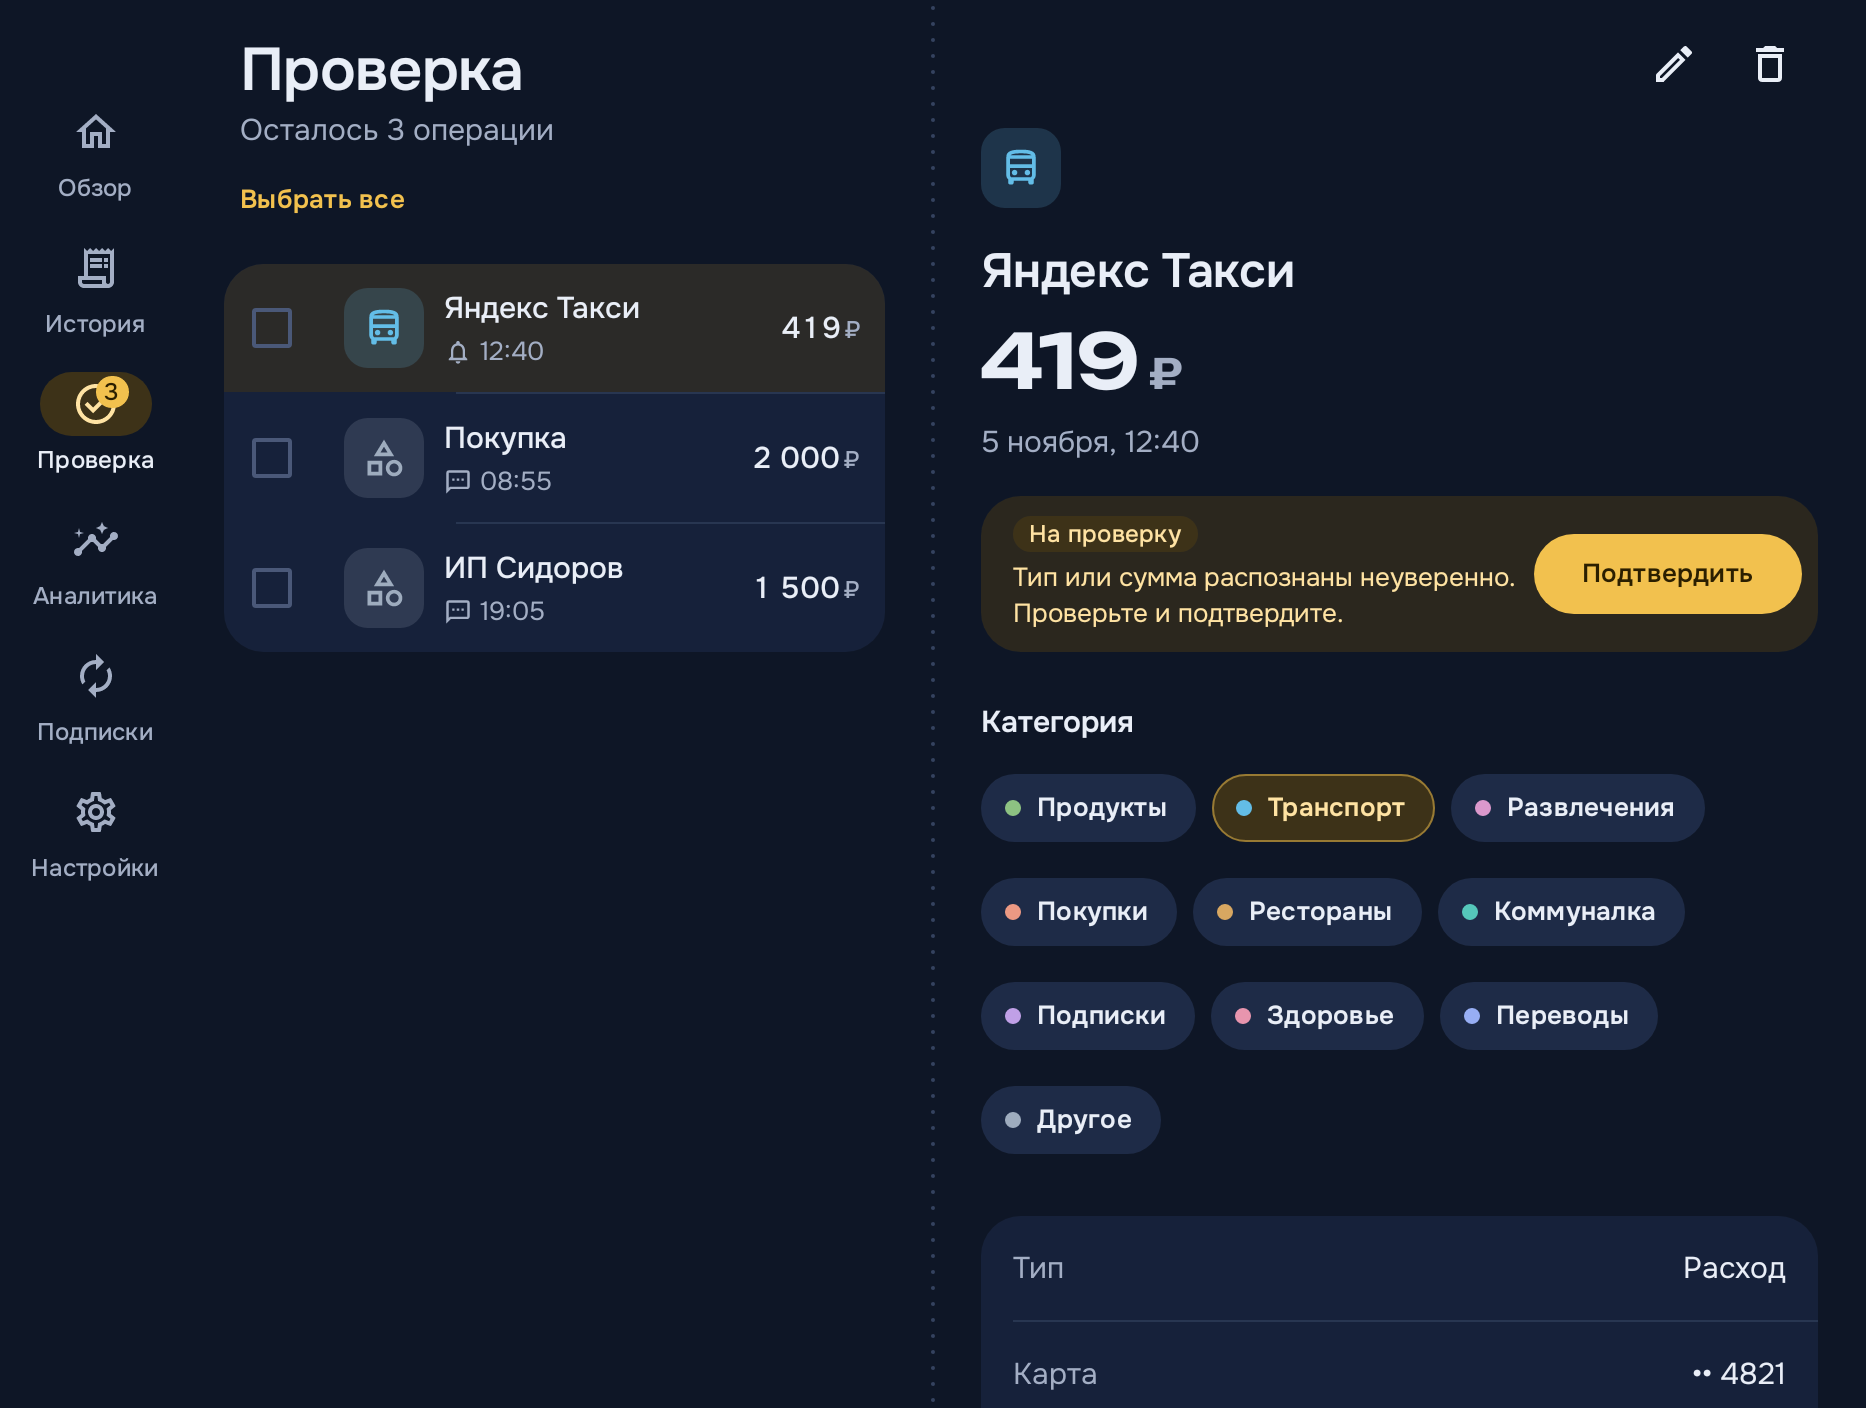 Обзор
История
3
Проверка
Аналитика
Подписки
Настройки
Проверка
Осталось 3 операции
Выбрать все
Яндекс Такси
12:40
419 ₽
Покупка
08:55
2 000 ₽
ИП Сидоров
19:05
1 500 ₽
Яндекс Такси
419 ₽
5 ноября, 12:40
На проверку
Тип или сумма распознаны неуверенно.
Проверьте и подтвердите.
Подтвердить
Категория
Продукты
Транспорт
Развлечения
Покупки
Рестораны
Коммуналка
Подписки
Здоровье
Переводы
Другое
Тип
Расход
Карта
•• 4821